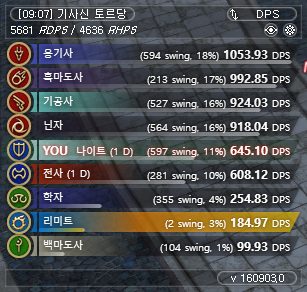 [09:07] 기사신 토르당 DPS
5681 RDPS / 4636 RHPS
용기사 (594 swing, 18%) 1053.93 DPS
흑마도사 (213 swing, 17%) 992.85 DPS
기공사 (527 swing, 16%) 924.03 DPS
닌자 (564 swing, 16%) 918.04 DPS
YOU 나이트 (1 D) (597 swing, 11%) 645.10 DPS
전사 (1 D) (281 swing, 10%) 608.12 DPS
학자 (355 swing, 4%) 254.83 DPS
리미트 (2 swing, 3%) 184.97 DPS
백마도사 (104 swing, 1%) 99.93 DPS
v 160903,0